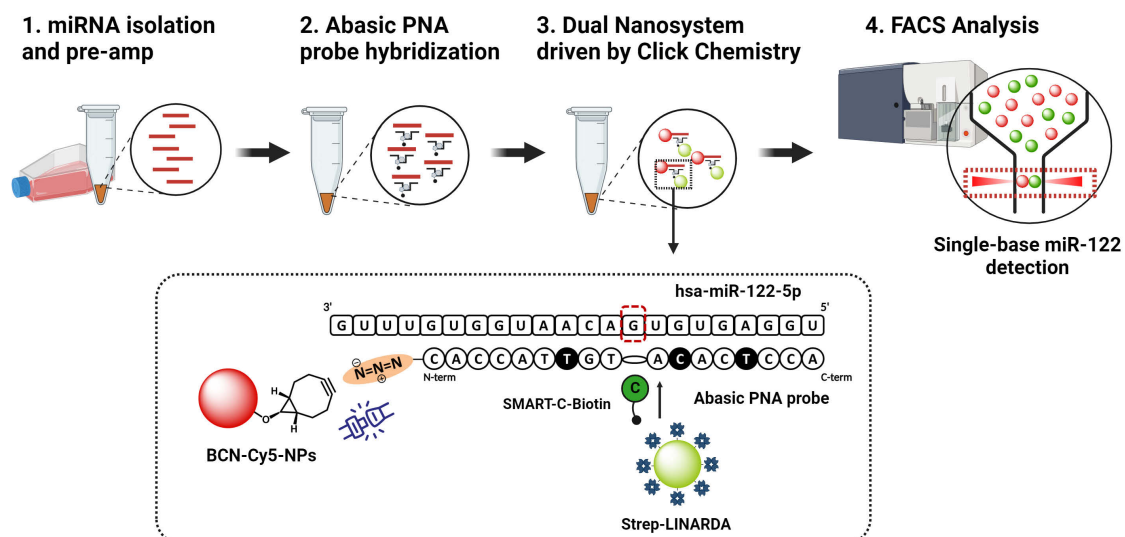 1. miRNA isolation
and pre-amp
2. Abasic PNA
probe hybridization
3. Dual Nanosystem
driven by Click Chemistry
4. FACS Analysis
Single-base miR-122
detection
hsa-miR-122-5p
3' 5'
G U U U G U G G U A A C A G U G U G A G G U
N=N=N
⊖
⊕
C A C C A T T G T A C A C T C C A
N-term C-term
SMART-C-Biotin
C
Abasic PNA probe
H
O
H
BCN-Cy5-NPs
Strep-LINARDA